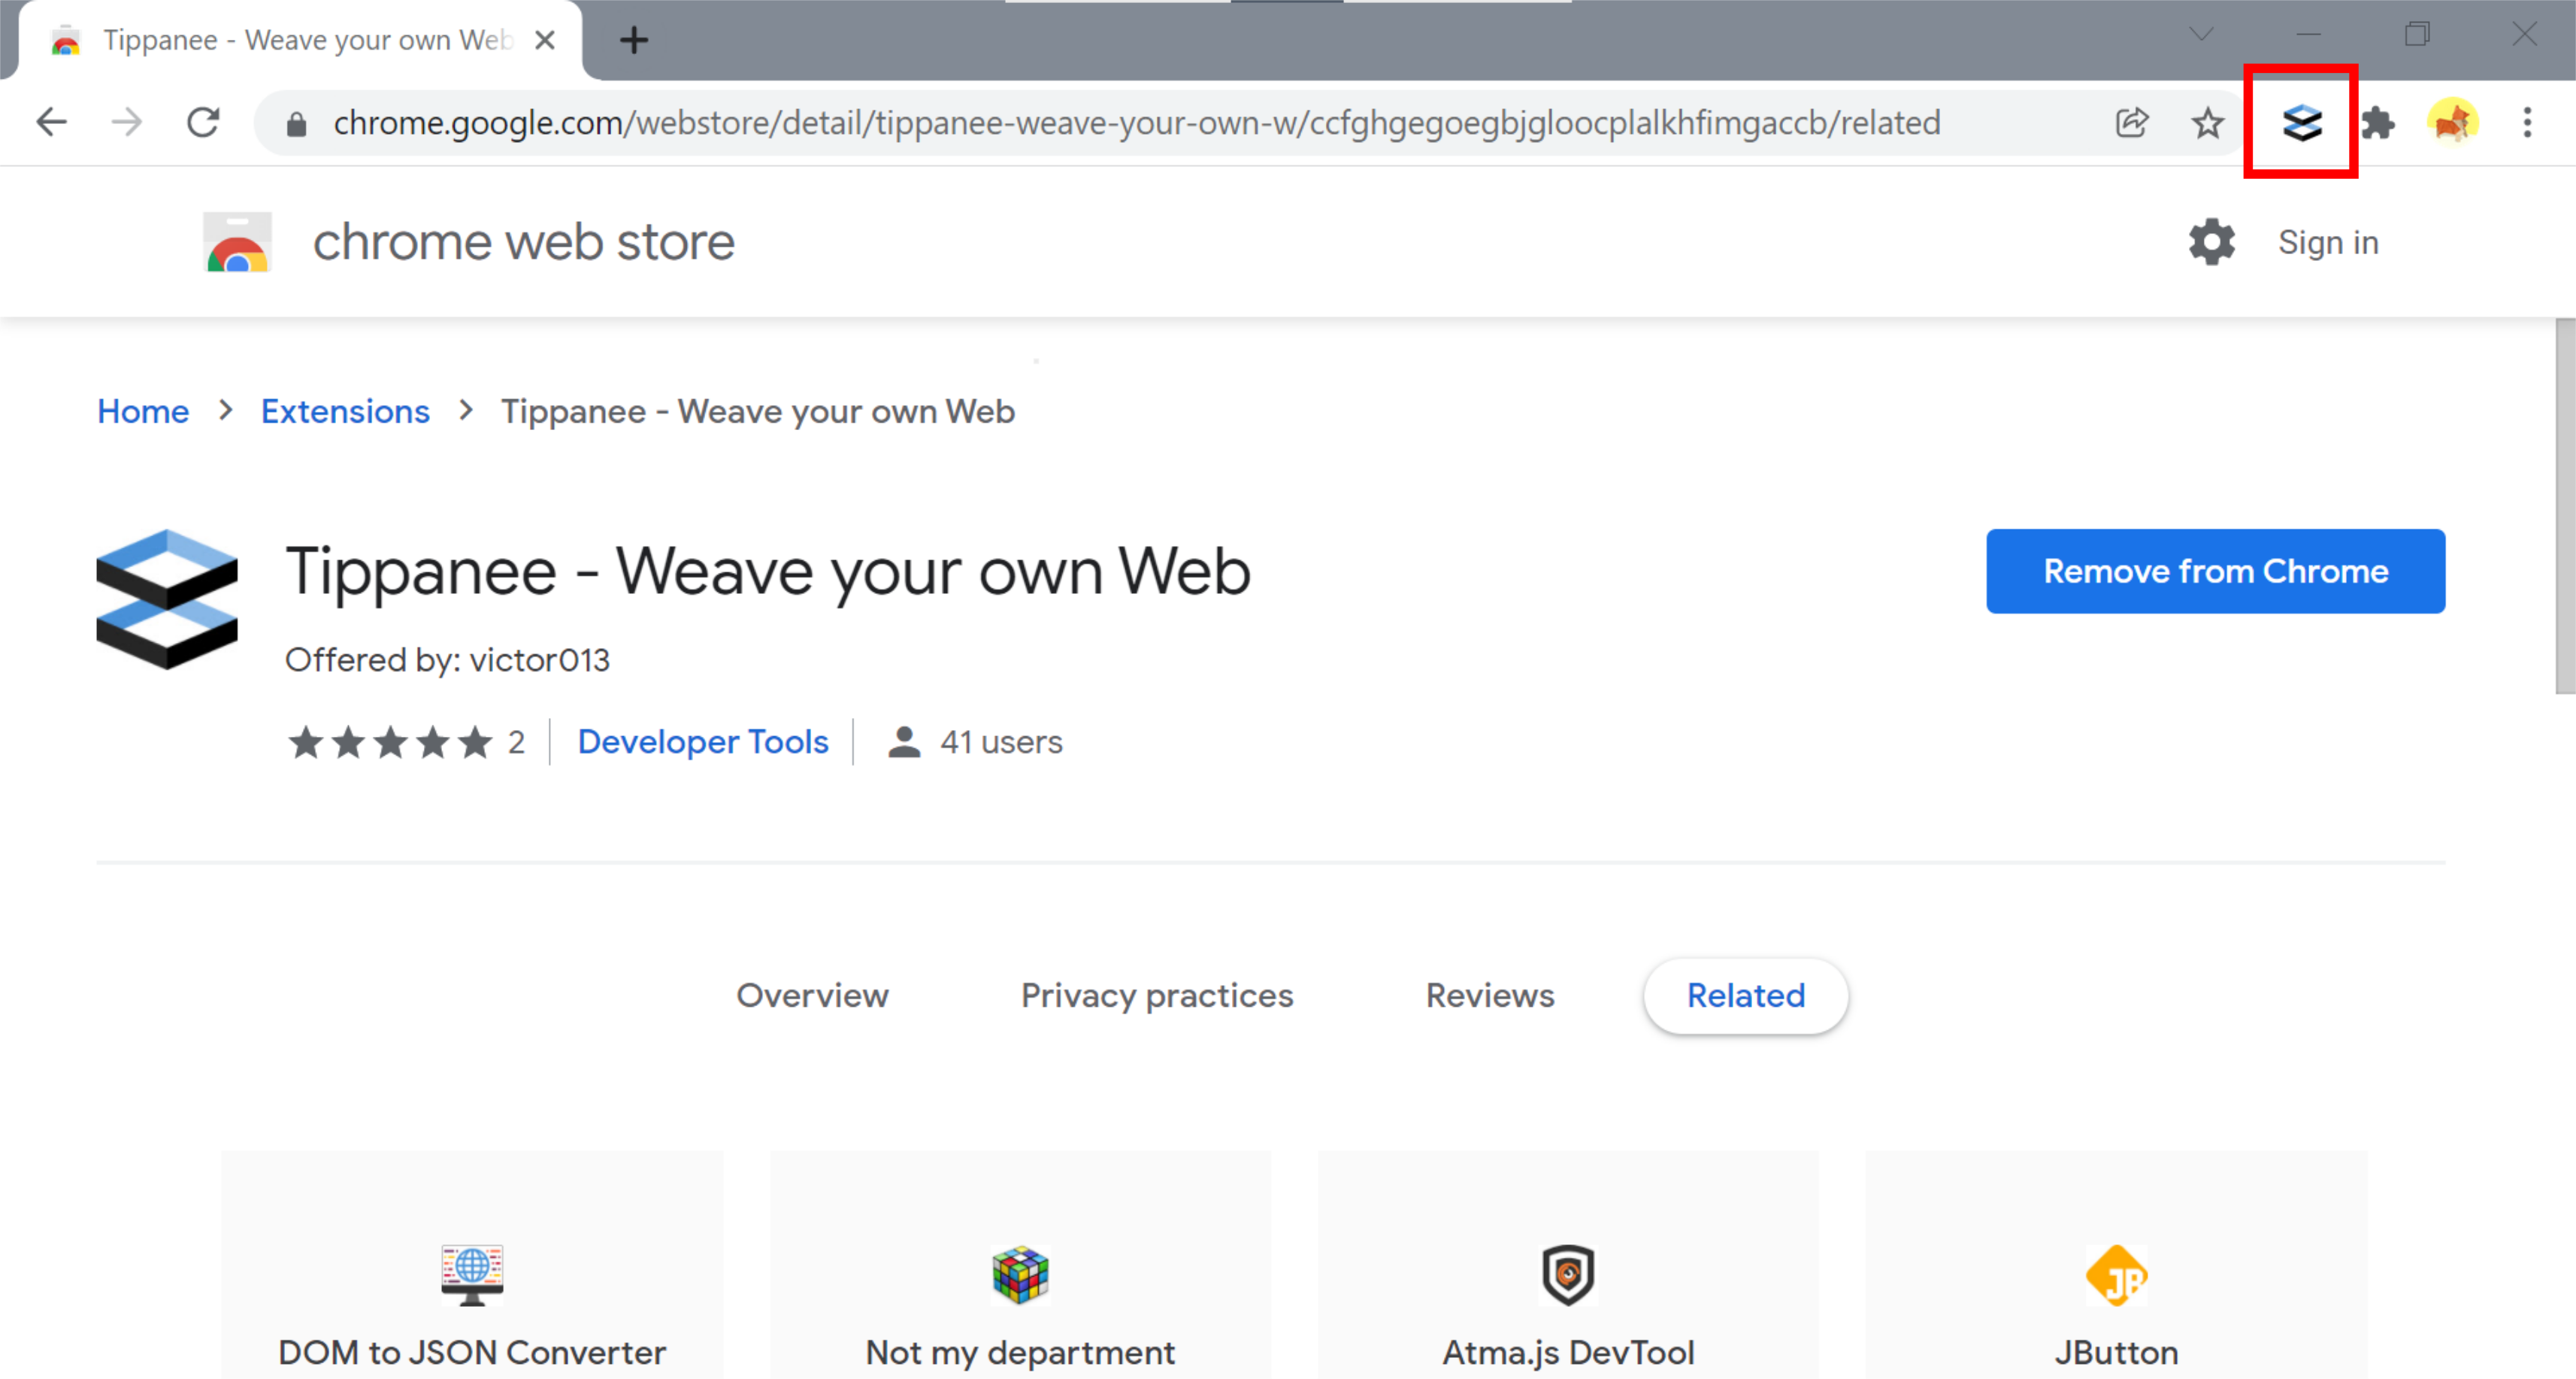 Tippanee - Weave your own Web
chrome.google.com/webstore/detail/tippanee-weave-your-own-w/ccfghgegoegbjgloocplalkhfimgaccb/related
chrome web store
Sign in
Home > Extensions > Tippanee - Weave your own Web
Tippanee - Weave your own Web
Remove from Chrome
Offered by: victor013
2
Developer Tools
41 users
Overview
Privacy practices
Reviews
Related
DOM to JSON Converter
Not my department
Atma.js DevTool
JB
JButton